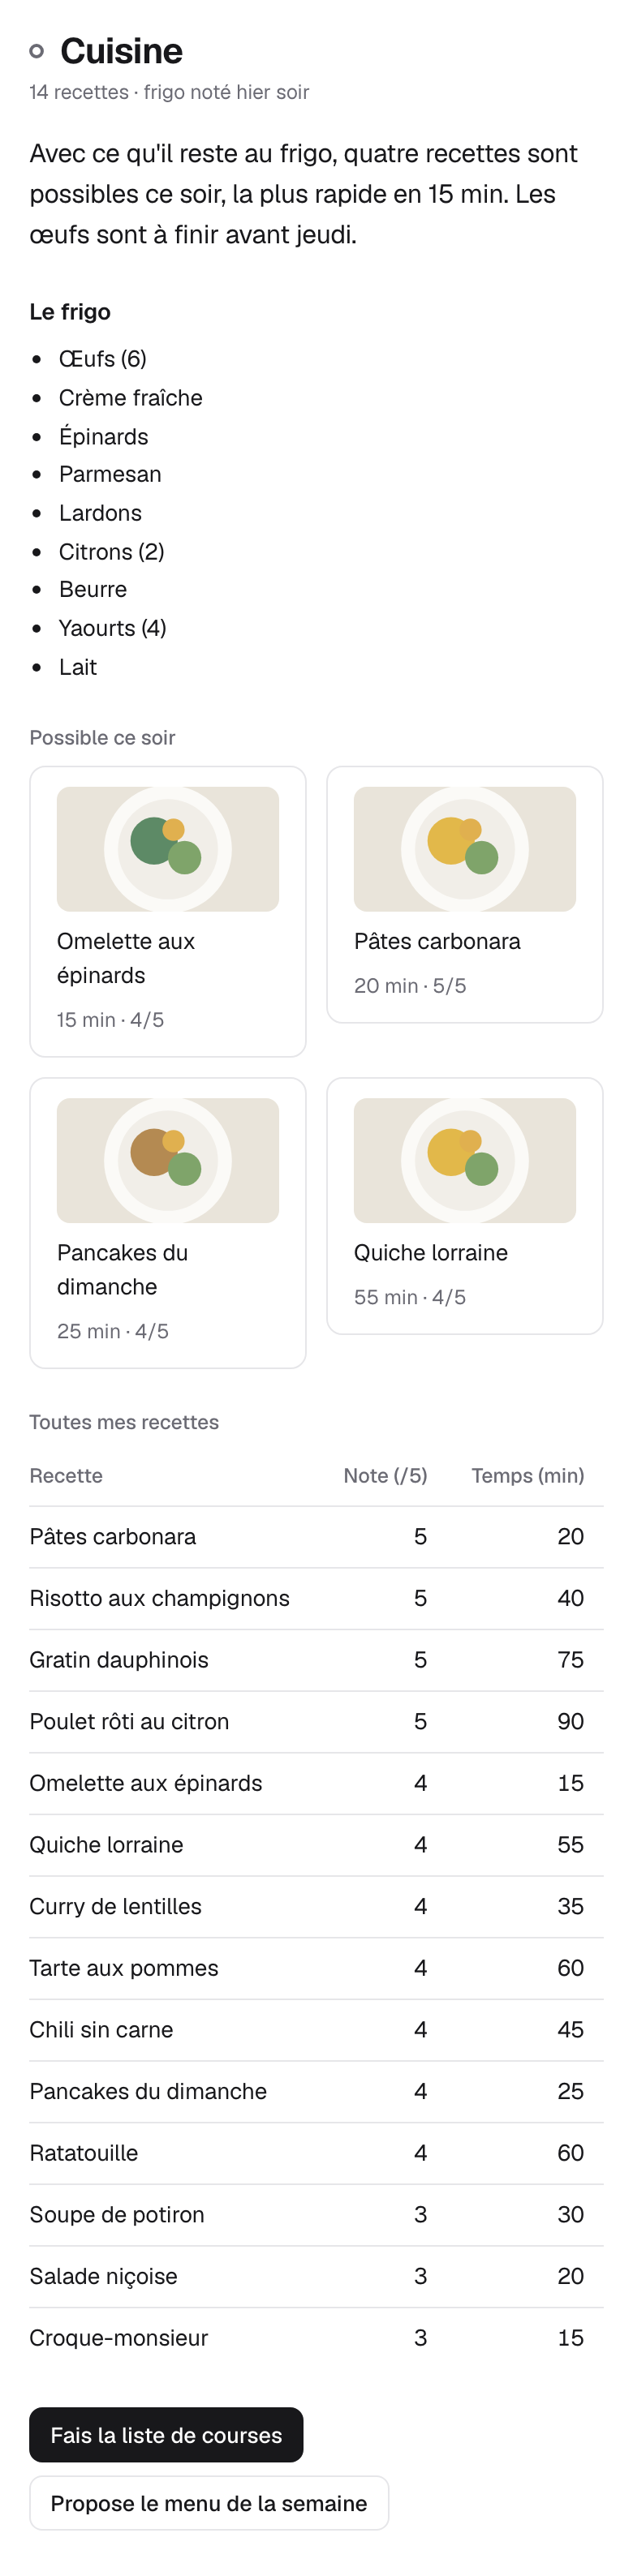 Cuisine
14 recettes · frigo noté hier soir
Avec ce qu'il reste au frigo, quatre recettes sont
possibles ce soir, la plus rapide en 15 min. Les
œufs sont à finir avant jeudi.
Le frigo
• Œufs (6)
• Crème fraîche
• Épinards
• Parmesan
• Lardons
• Citrons (2)
• Beurre
• Yaourts (4)
• Lait
Possible ce soir
Omelette aux
épinards
15 min · 4/5
Pâtes carbonara
20 min · 5/5
Pancakes du
dimanche
25 min · 4/5
Quiche lorraine
55 min · 4/5
Toutes mes recettes
Recette Note (/5) Temps (min)
Pâtes carbonara 5 20
Risotto aux champignons 5 40
Gratin dauphinois 5 75
Poulet rôti au citron 5 90
Omelette aux épinards 4 15
Quiche lorraine 4 55
Curry de lentilles 4 35
Tarte aux pommes 4 60
Chili sin carne 4 45
Pancakes du dimanche 4 25
Ratatouille 4 60
Soupe de potiron 3 30
Salade niçoise 3 20
Croque-monsieur 3 15
Fais la liste de courses
Propose le menu de la semaine